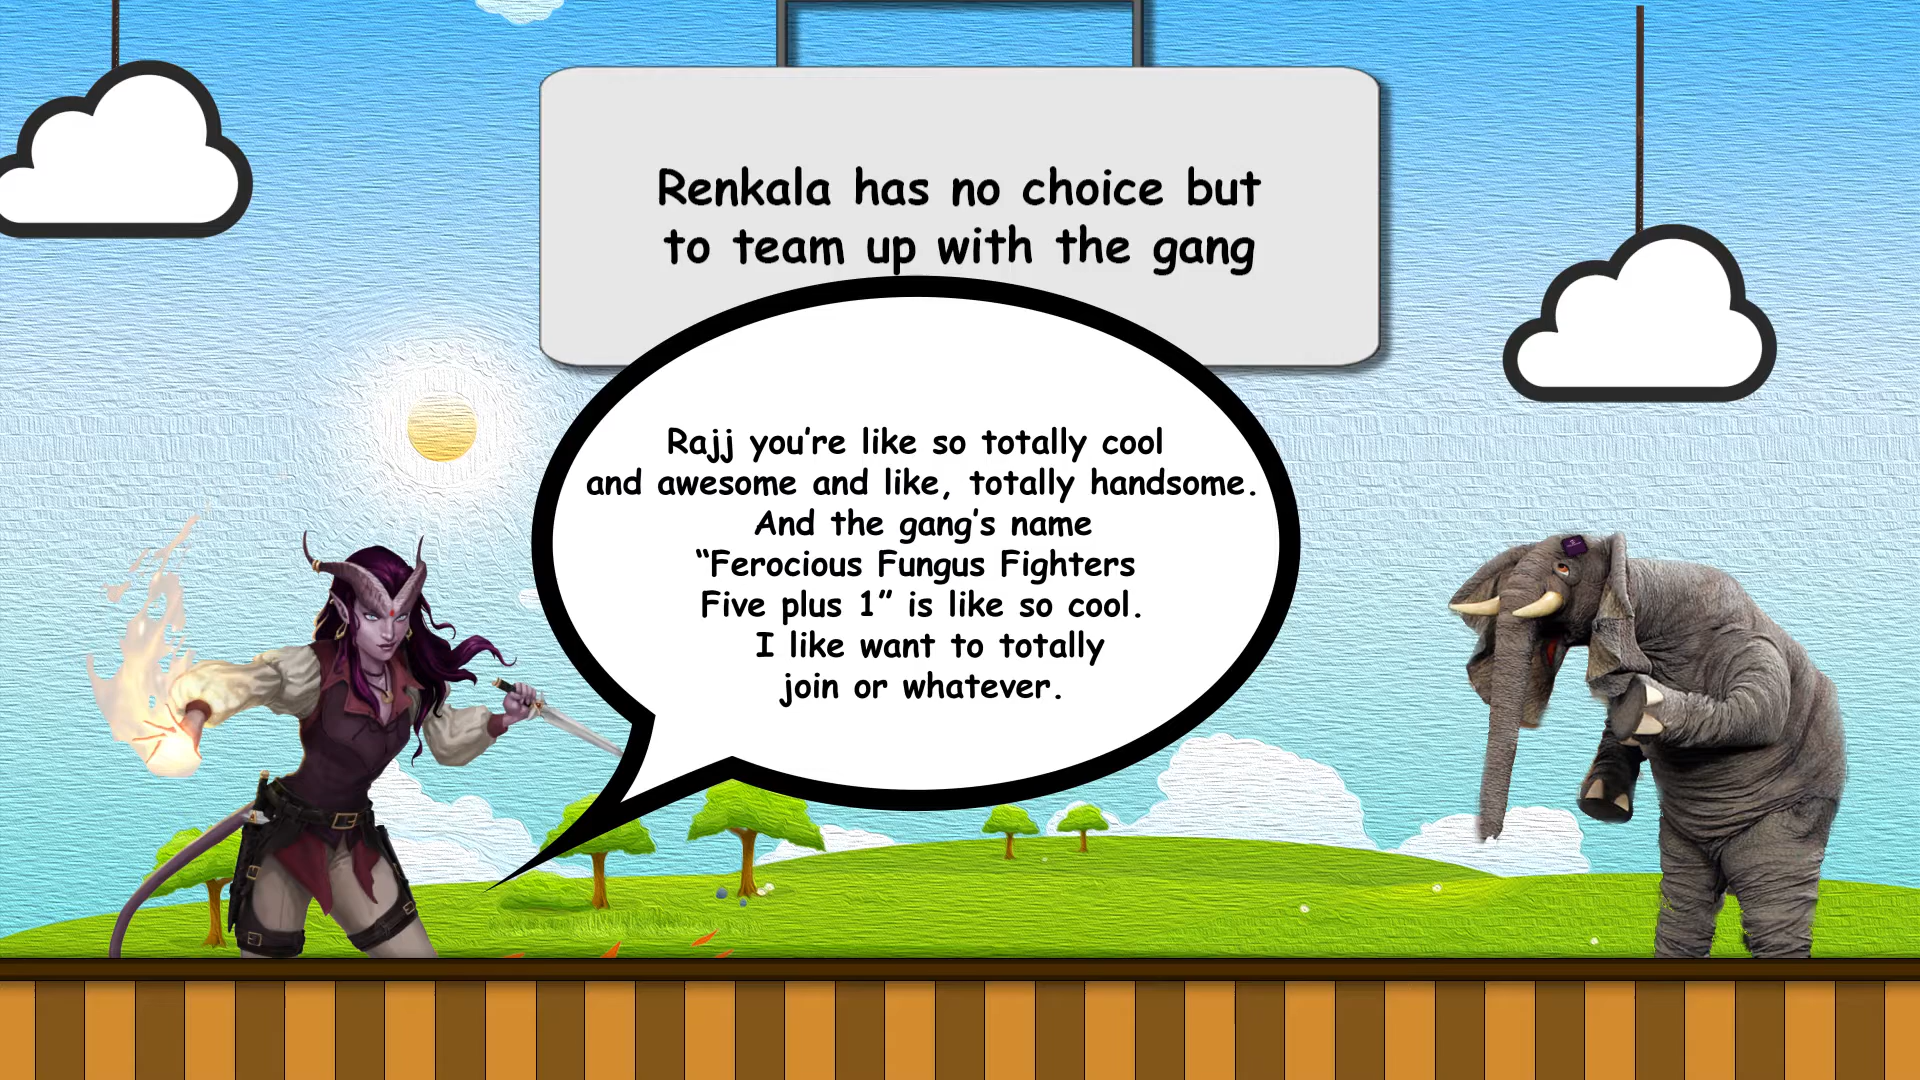 Renkala has no choice but
to team up with the gang
Rajj you’re like so totally cool
and awesome and like, totally handsome.
And the gang’s name
“Ferocious Fungus Fighters
Five plus 1” is like so cool.
I like want to totally
join or whatever.